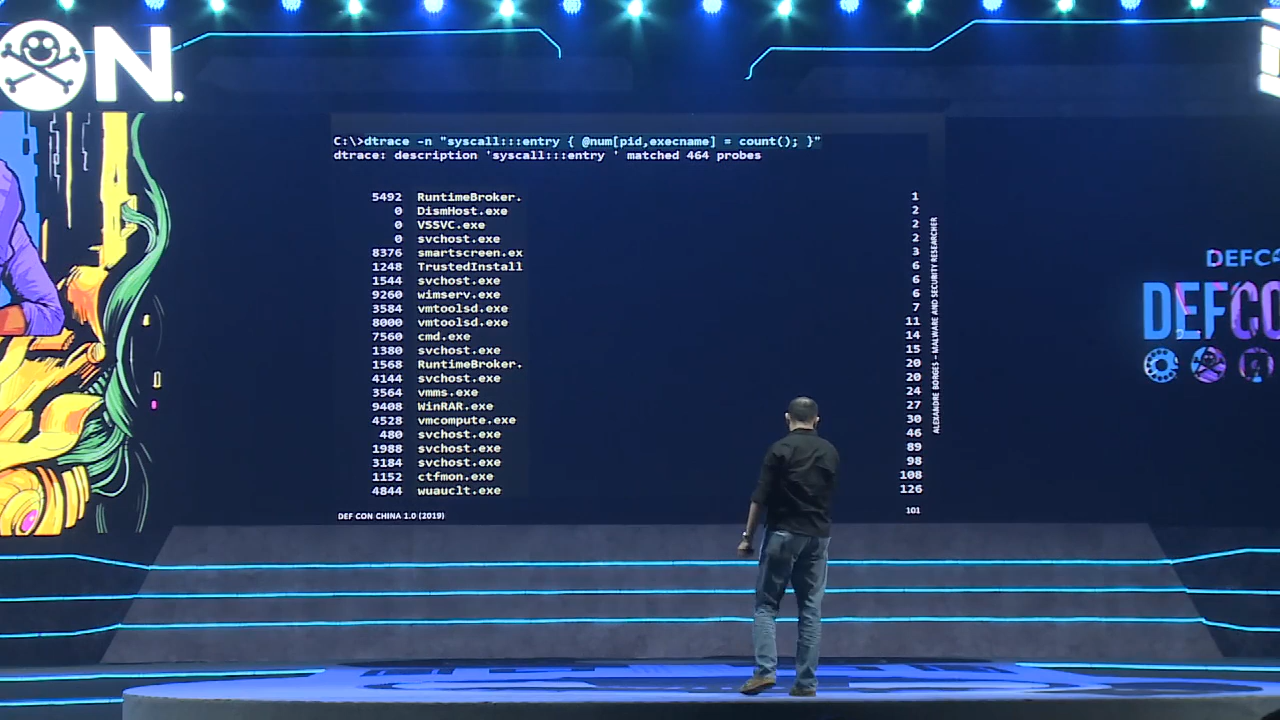 ON.
C:\>dtrace -n "syscall:::entry { @num[pid,execname] = count(); }"
dtrace: description 'syscall:::entry ' matched 464 probes
5492 RuntimeBroker. 1
0 DismHost.exe 2
0 VSSVC.exe 2
0 svchost.exe 2
8376 smartscreen.ex 3
1248 TrustedInstall 6
1544 svchost.exe 6
9260 wimserv.exe 6
3584 vmtoolsd.exe 7
8000 vmtoolsd.exe 11
7560 cmd.exe 14
1380 svchost.exe 15
1568 RuntimeBroker. 20
4144 svchost.exe 20
3564 vmms.exe 24
9408 WinRAR.exe 27
4528 vmcompute.exe 30
480 svchost.exe 46
1988 svchost.exe 89
3184 svchost.exe 98
1152 ctfmon.exe 108
4844 wuauclt.exe 126
ALEXANDRE BORGES – MALWARE AND SECURITY RESEARCHER
DEF CON CHINA 1.0 (2019)
101
DEFC
DEFCO